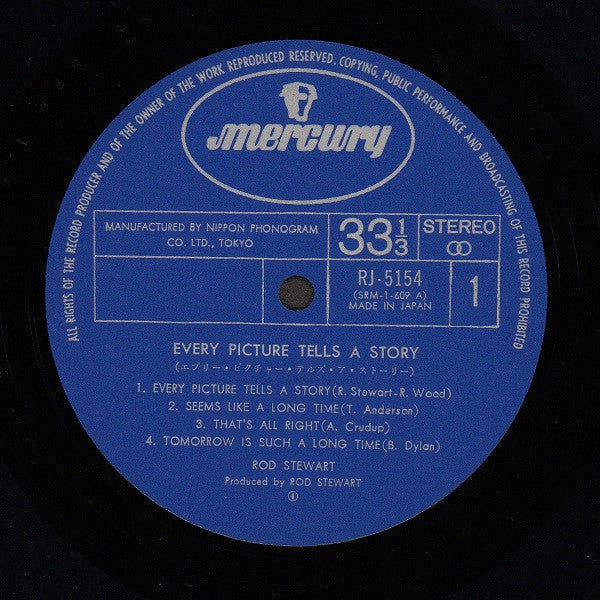 ALL RIGHTS OF THE RECORD PRODUCER AND OF THE OWNER OF THE WORK REPRODUCED RESERVED. COPYING, PUBLIC PERFORMANCE AND BROADCASTING OF THIS RECORD PROHIBITED
mercury
MANUFACTURED BY NIPPON PHONOGRAM
CO. LTD., TOKYO
33 1/3
STEREO
RJ-5154
(SRM-1-609 A)
MADE IN JAPAN
1
EVERY PICTURE TELLS A STORY
(エブリー・ピクチャー・テルズ・ア・ストーリー)
1. EVERY PICTURE TELLS A STORY(R. Stewart-R. Wood)
2. SEEMS LIKE A LONG TIME(T. Anderson)
3. THAT'S ALL RIGHT(A. Crudup)
4. TOMORROW IS SUCH A LONG TIME(B. Dylan)
ROD STEWART
Produced by ROD STEWART